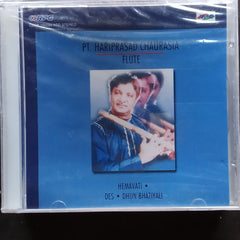 PT. HARIPRASAD CHAURASIA
FLUTE
HEMAVATI •
DES • DHUN BHATIYALI